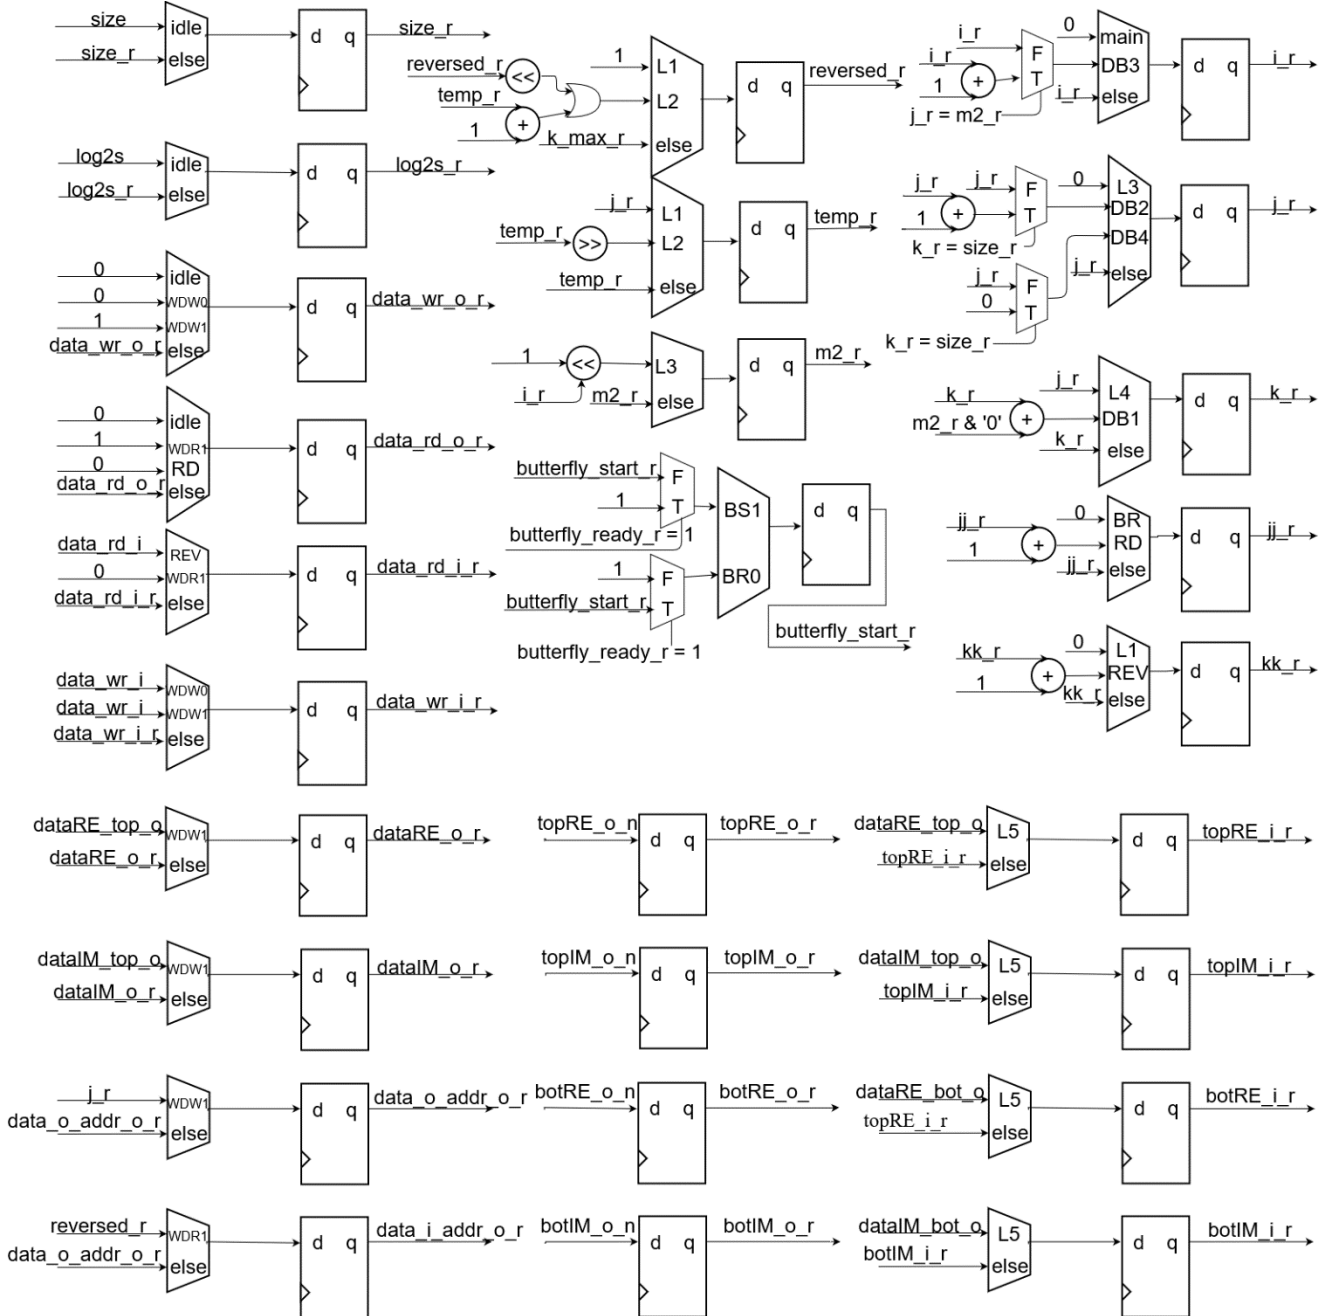 size
idle
size_r
else
d q
size_r
log2s
idle
log2s_r
else
d q
log2s_r
0
idle
0
WDW0
1
WDW1
data_wr_o_r
else
d q
data_wr_o_r
0
idle
1
WDR1
0
RD
data_rd_o_r
else
d q
data_rd_o_r
data_rd_i
REV
0
WDR1
data_rd_i_r
else
d q
data_rd_i_r
data_wr_i
WDW0
data_wr_i
WDW1
data_wr_i_r
else
d q
data_wr_i_r
dataRE_top_o
WDW1
dataRE_o_r
else
d q
dataRE_o_r
dataIM_top_o
WDW1
dataIM_o_r
else
d q
dataIM_o_r
j_r
WDW1
data_o_addr_o_r
else
d q
data_o_addr_o_r
reversed_r
WDR1
data_o_addr_o_r
else
d q
data_i_addr_o_r
1
L1
reversed_r
<<
L2
temp_r
+
1
k_max_r
else
d q
reversed_r
j_r
L1
temp_r
>>
L2
temp_r
else
d q
temp_r
1
<<
L3
i_r
m2_r
else
d q
m2_r
butterfly_start_r
F
1
T
butterfly_ready_r = 1
BS1
1
F
butterfly_start_r
T
butterfly_ready_r = 1
BR0
d q
butterfly_start_r
topRE_o_n
d q
topRE_o_r
topIM_o_n
d q
topIM_o_r
botRE_o_n
d q
botRE_o_r
botIM_o_n
d q
botIM_o_r
0
main
i_r
F
i_r
+
1
T
DB3
j_r = m2_r
i_r
else
d q
i_r
0
L3
j_r
j_r
F
+
1
T
DB2
k_r = size_r
j_r
F
0
T
DB4
k_r = size_r
j_r
else
d q
j_r
j_r
L4
k_r
+
m2_r & '0'
DB1
k_r
else
d q
k_r
0
BR
jj_r
+
1
RD
jj_r
else
d q
jj_r
0
L1
kk_r
+
1
REV
kk_r
else
d q
kk_r
dataRE_top_o
L5
topRE_i_r
else
d q
topRE_i_r
dataIM_top_o
L5
topIM_i_r
else
d q
topIM_i_r
dataRE_bot_o
L5
topRE_i_r
else
d q
botRE_i_r
dataIM_bot_o
L5
botIM_i_r
else
d q
botIM_i_r